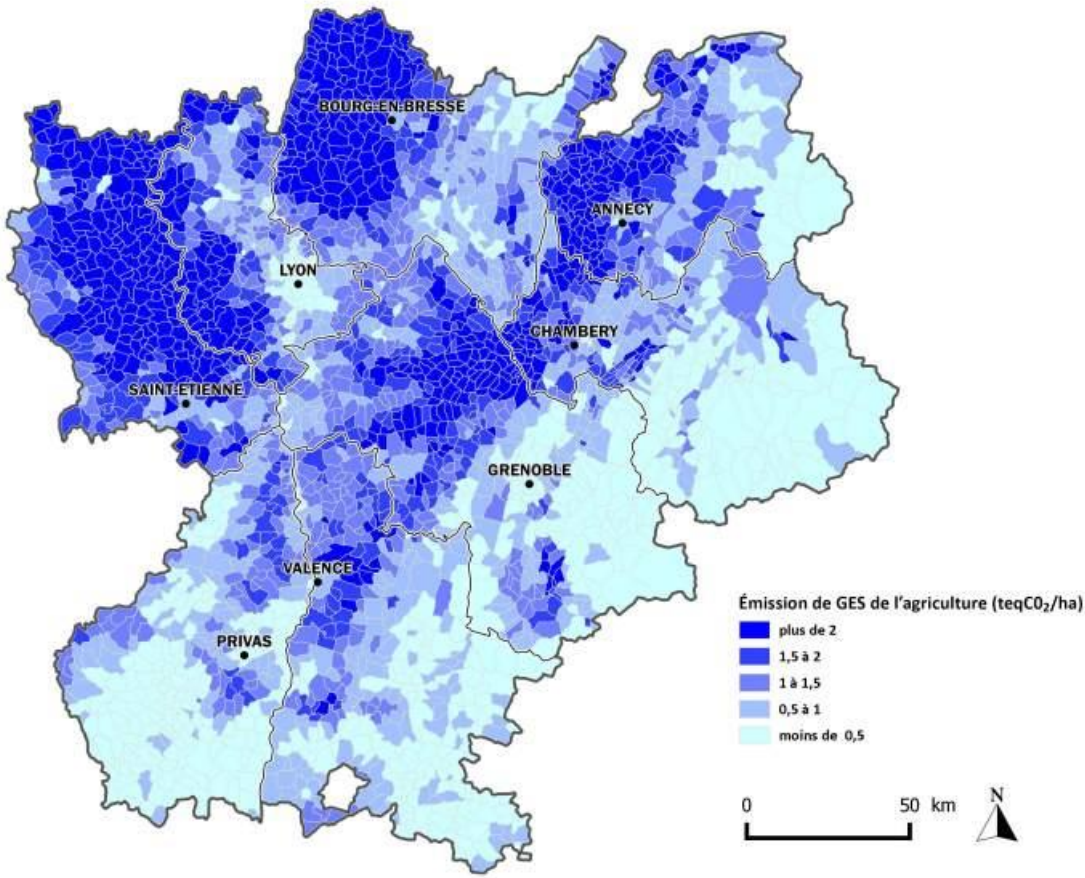 BOURG-EN-BRESSE
ANNECY
LYON
CHAMBERY
SAINT-ETIENNE
GRENOBLE
VALENCE
PRIVAS
Émission de GES de l'agriculture (teqC0₂/ha)
plus de 2
1,5 à 2
1 à 1,5
0,5 à 1
moins de 0,5
0 50 km
N